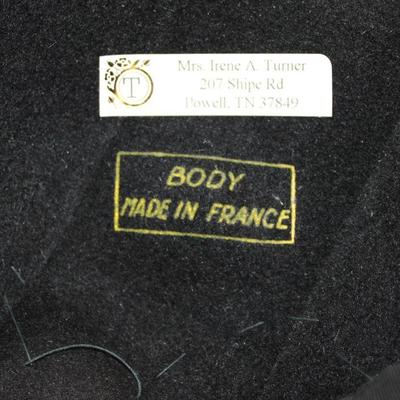 T
Mrs. Irene A. Turner
207 Shipe Rd
Powell, TN 37849
BODY
MADE IN FRANCE